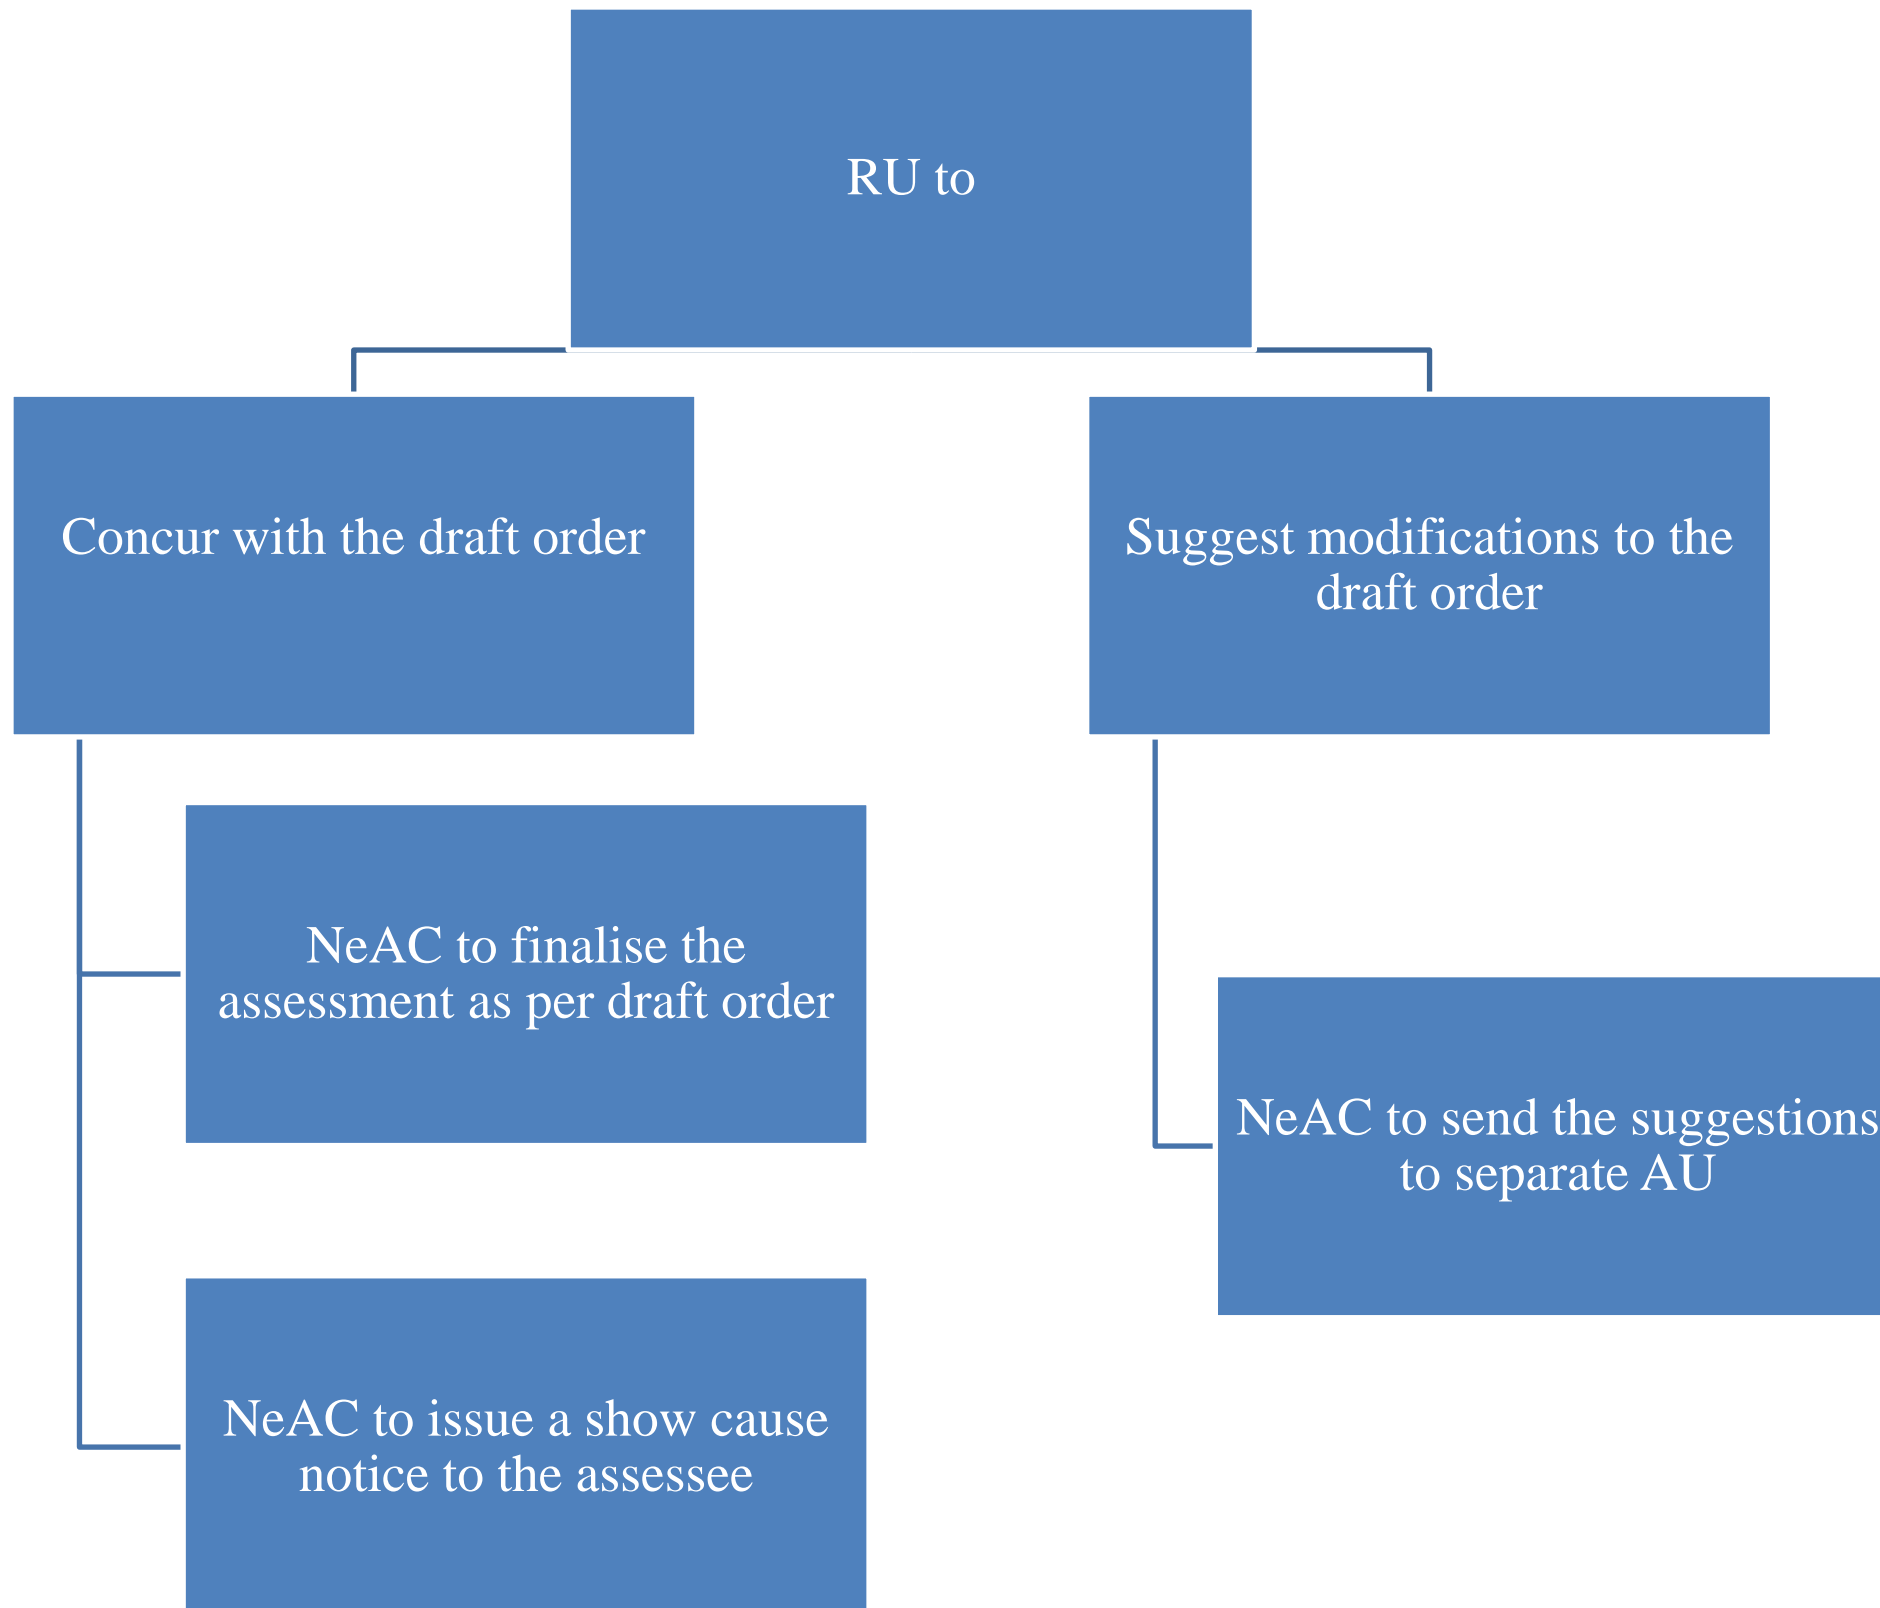 RU to
Concur with the draft order
Suggest modifications to the
draft order
NeAC to finalise the
assessment as per draft order
NeAC to send the suggestions
to separate AU
NeAC to issue a show cause
notice to the assessee